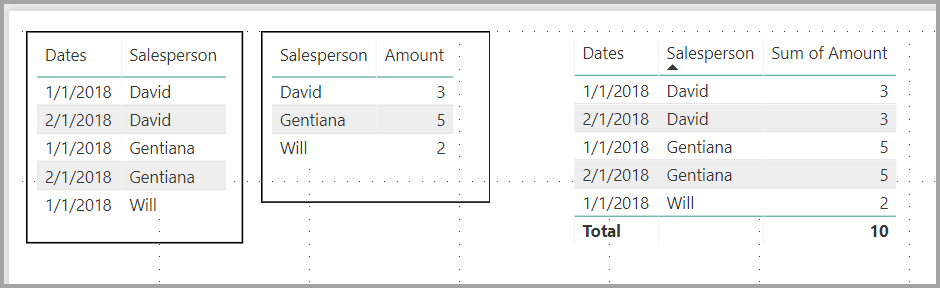 Dates Salesperson
1/1/2018 David
2/1/2018 David
1/1/2018 Gentiana
2/1/2018 Gentiana
1/1/2018 Will
Salesperson Amount
David 3
Gentiana 5
Will 2
Dates Salesperson Sum of Amount
1/1/2018 David 3
2/1/2018 David 3
1/1/2018 Gentiana 5
2/1/2018 Gentiana 5
1/1/2018 Will 2
Total 10